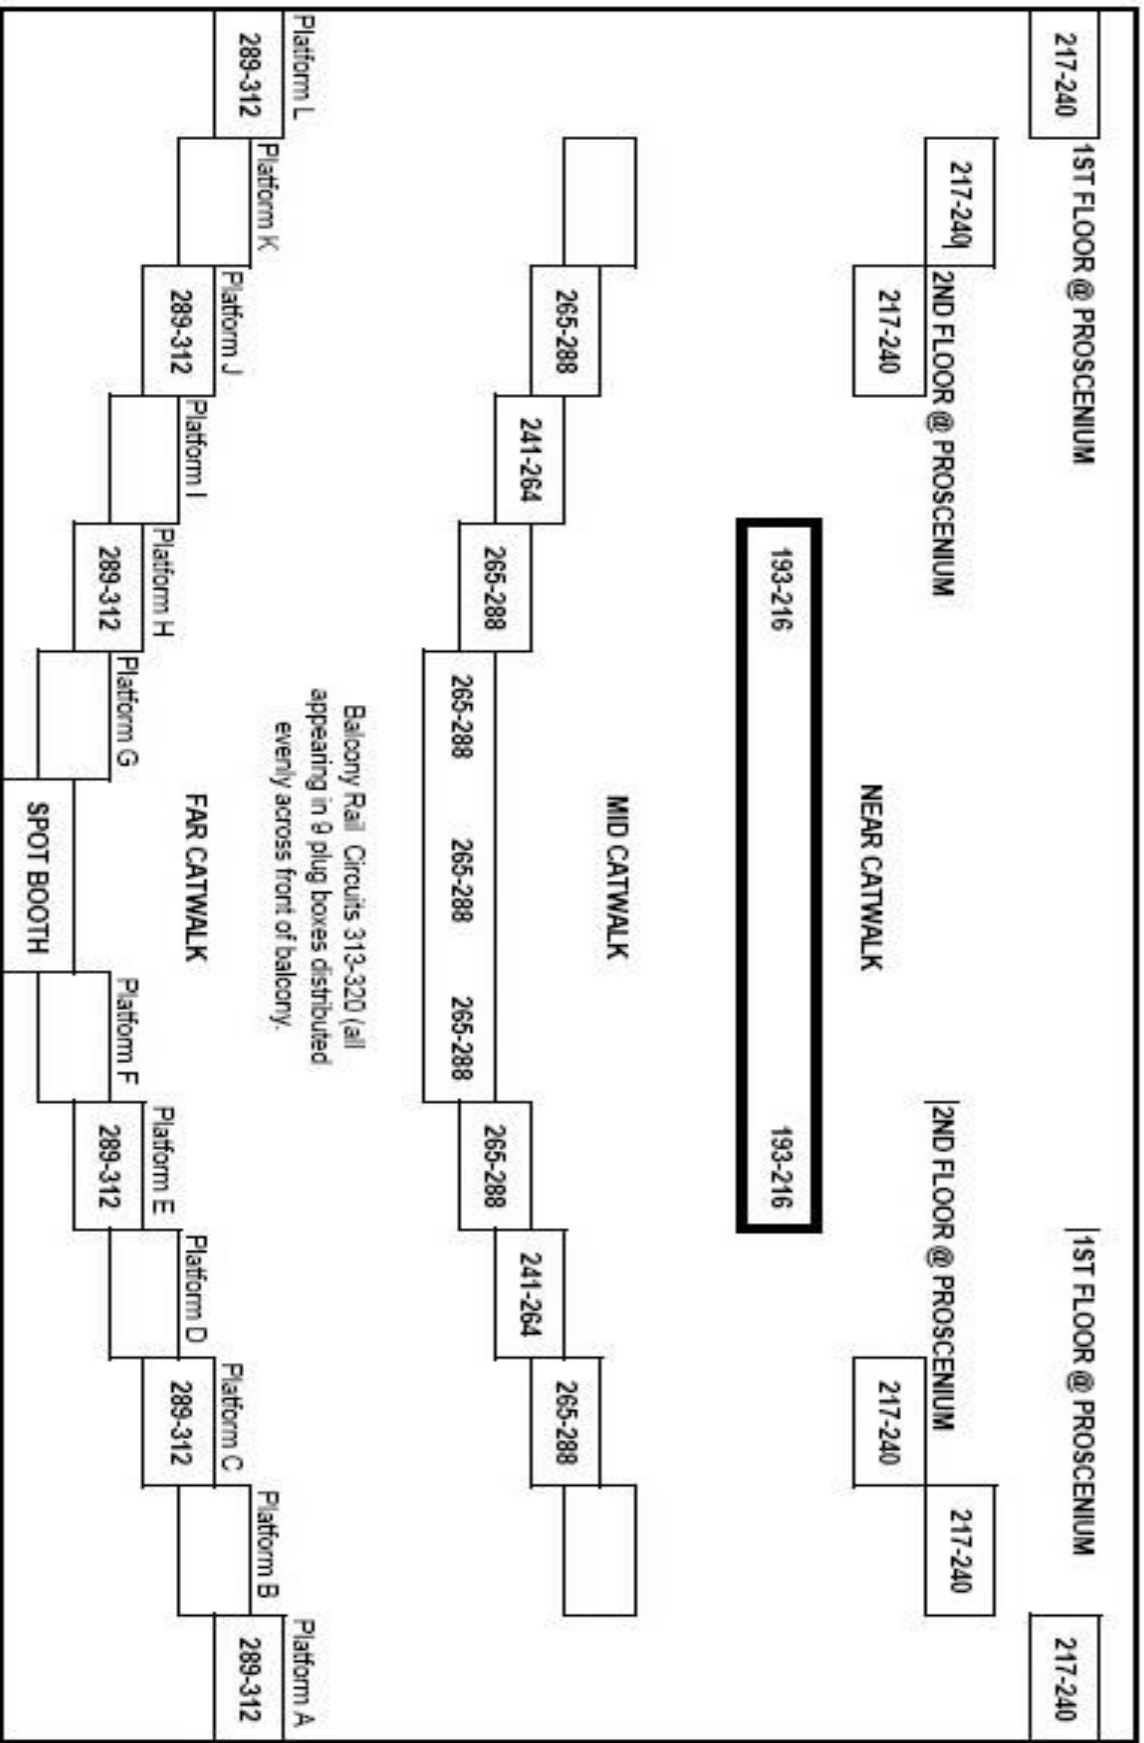 217-240
1ST FLOOR @ PROSCENIUM
1ST FLOOR @ PROSCENIUM
217-240
217-240
2ND FLOOR @ PROSCENIUM
2ND FLOOR @ PROSCENIUM
217-240
217-240
217-240
NEAR CATWALK
193-216
193-216
MID CATWALK
265-288
265-288
241-264
241-264
265-288
265-288
265-288
265-288
265-288
Balcony Rail Circuits 313-320 (all
appearing in 9 plug boxes distributed
evenly across front of balcony.
FAR CATWALK
Platform L
289-312
Platform K
Platform J
289-312
Platform I
Platform H
289-312
Platform G
SPOT BOOTH
Platform F
Platform E
289-312
Platform D
Platform C
289-312
Platform B
Platform A
289-312